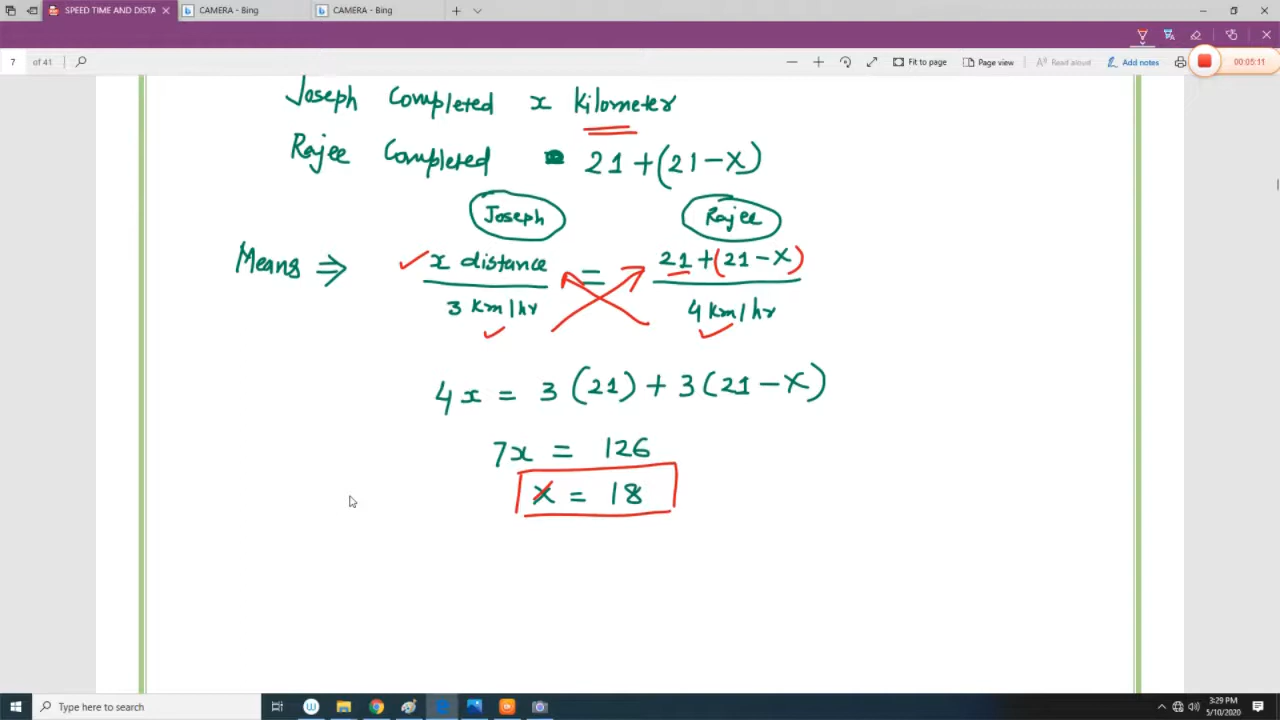 SPEED TIME AND DISTA
CAMERA - Bing
CAMERA - Bing
7 of 41
Fit to page
Page view
Read aloud
Add notes
00:05:11
Joseph Completed x Kilometer
Rajee Completed 21 + (21 - X)
Joseph
Rajee
Means ⇒ x distance = 21 + (21 - X)
3 km/hr 4 km/hr
4x = 3 (21) + 3 (21 - X)
7x = 126
X = 18
Type here to search
3:29 PM
5/10/2020